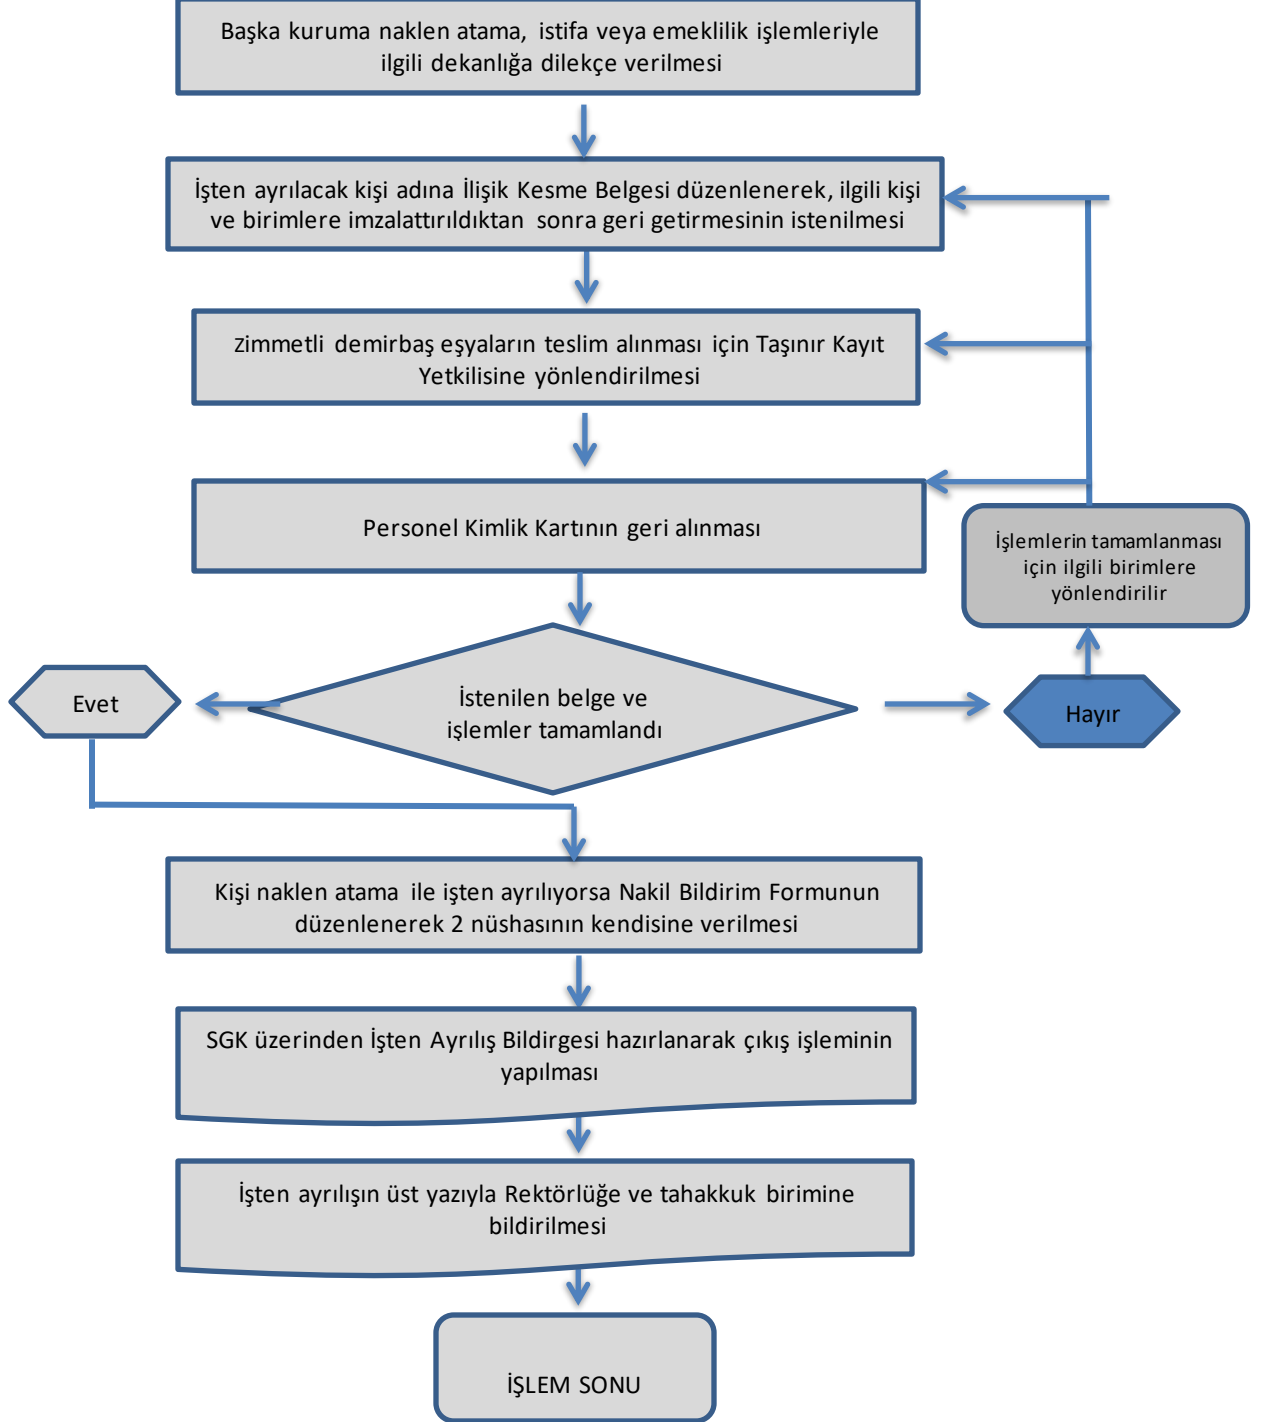 Başka kuruma naklen atama, istifa veya emeklilik işlemleriyle
ilgili dekanlığa dilekçe verilmesi
İşten ayrılacak kişi adına İlişik Kesme Belgesi düzenlenerek, ilgili kişi
ve birimlere imzalattırıldıktan sonra geri getirmesinin istenilmesi
zimmetli demirbaş eşyaların teslim alınması için Taşınır Kayıt
Yetkilisine yönlendirilmesi
Personel Kimlik Kartının geri alınması
İşlemlerin tamamlanması
için ilgili birimlere
yönlendirilir
Evet
İstenilen belge ve
işlemler tamamlandı
Hayır
Kişi naklen atama ile işten ayrılıyorsa Nakil Bildirim Formunun
düzenlenerek 2 nüshasının kendisine verilmesi
SGK üzerinden İşten Ayrılış Bildirgesi hazırlanarak çıkış işleminin
yapılması
İşten ayrılışın üst yazıyla Rektörlüğe ve tahakkuk birimine
bildirilmesi
İŞLEM SONU